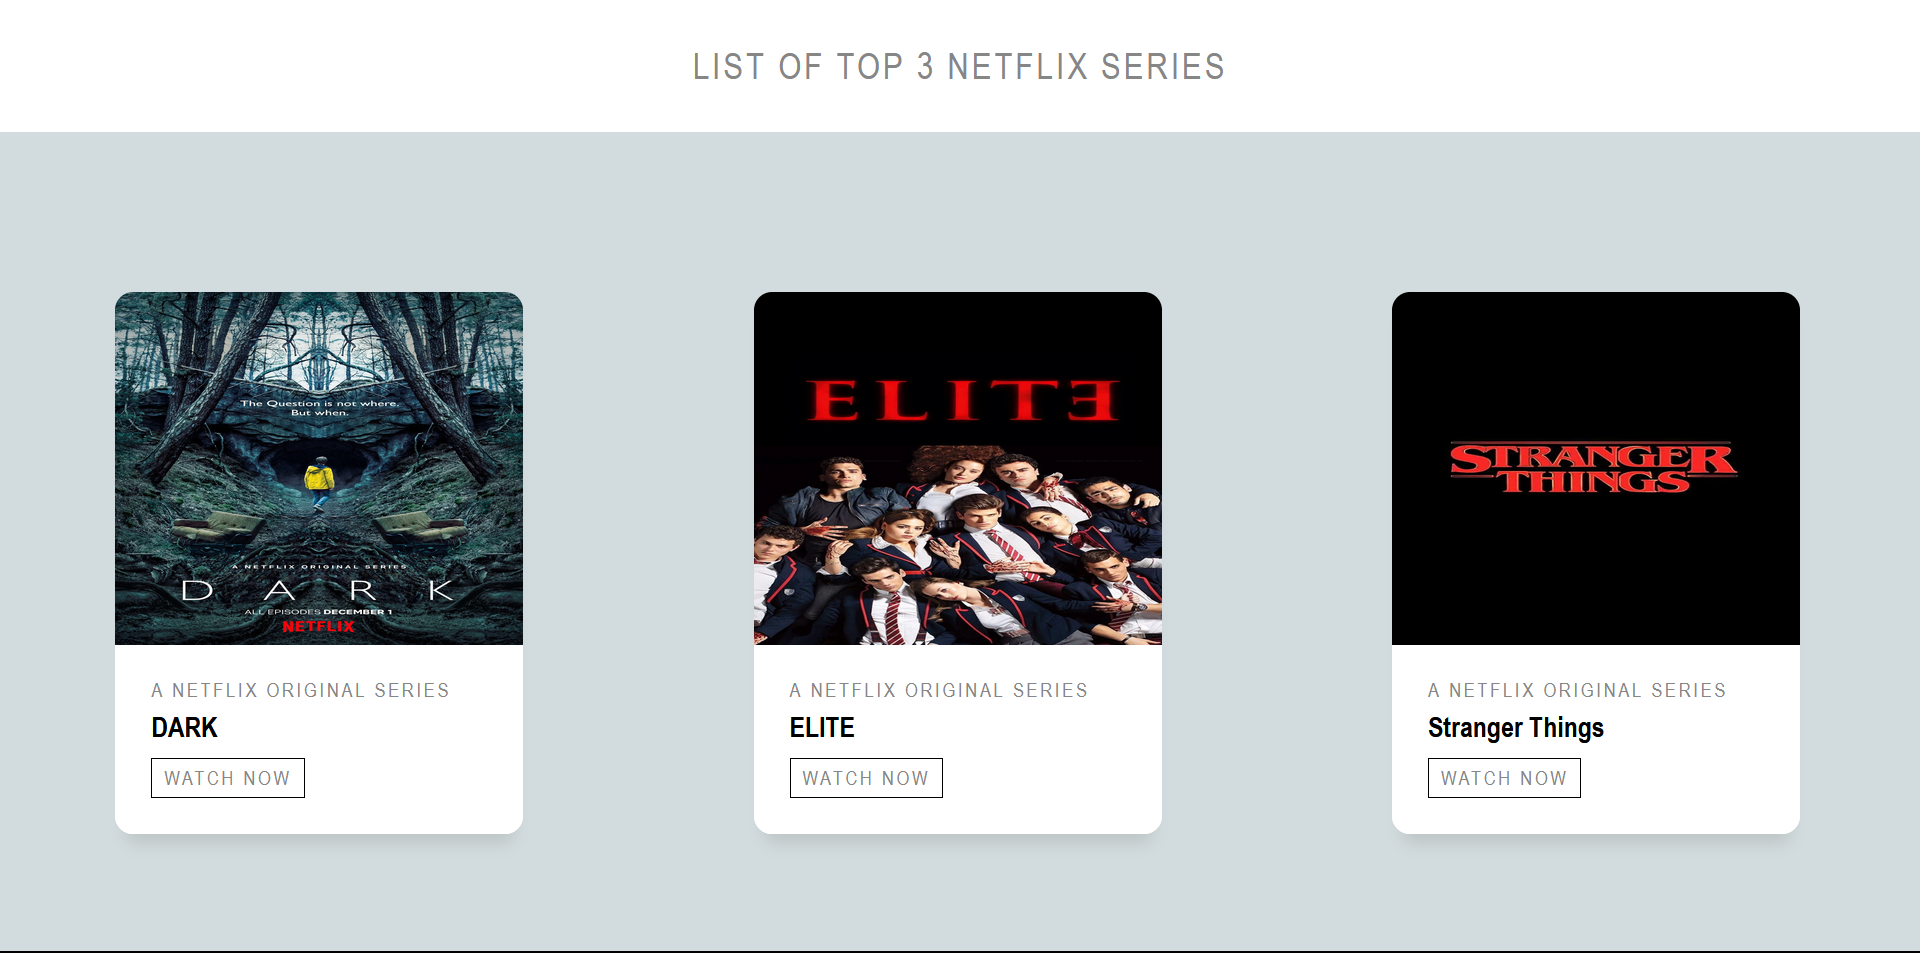 LIST OF TOP 3 NETFLIX SERIES
The Question is not where.
But when.
A NETFLIX ORIGINAL SERIES
DARK
ALL EPISODES DECEMBER 1
NETFLIX
A NETFLIX ORIGINAL SERIES
DARK
WATCH NOW
ELITE
A NETFLIX ORIGINAL SERIES
ELITE
WATCH NOW
STRANGER
THINGS
A NETFLIX ORIGINAL SERIES
Stranger Things
WATCH NOW